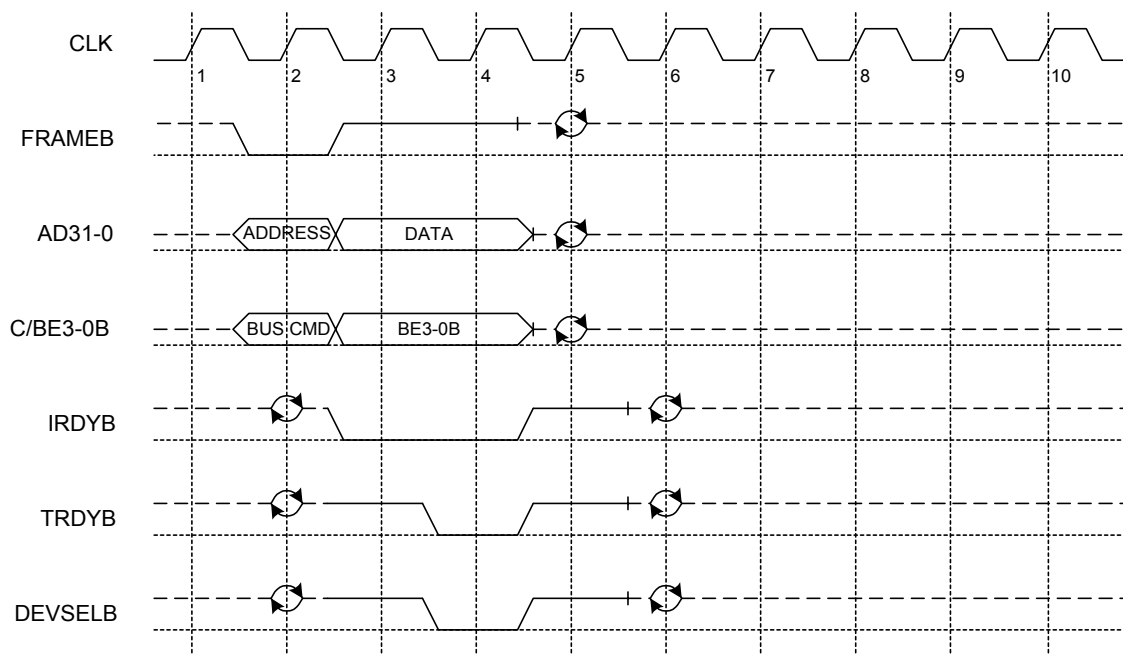 CLK
1 2 3 4 5 6 7 8 9 10
FRAMEB
AD31-0 ADDRESS DATA
C/BE3-0B BUS CMD BE3-0B
IRDYB
TRDYB
DEVSELB